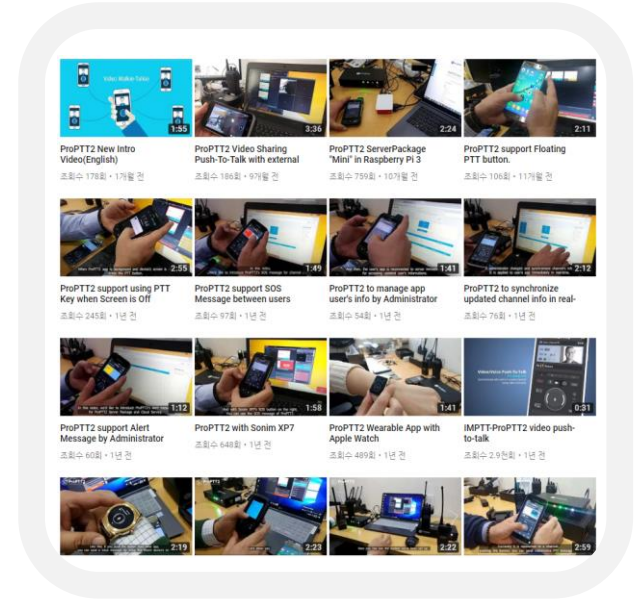 Video Walkie-Talkie
1:55
3:36
2:24
2:11
ProPTT2 New Intro
Video(English)
조회수 178회 • 1개월 전
ProPTT2 Video Sharing
Push-To-Talk with external
조회수 186회 • 9개월 전
ProPTT2 ServerPackage
"Mini" in Raspberry Pi 3
조회수 759회 • 10개월 전
ProPTT2 support Floating
PTT button.
조회수 106회 • 11개월 전
2:55
1:49
1:41
2:12
ProPTT2 support using PTT
Key when Screen is Off
조회수 245회 • 1년 전
ProPTT2 support SOS
Message between users
조회수 97회 • 1년 전
ProPTT2 to manage app
user's info by Administrator
조회수 54회 • 1년 전
ProPTT2 to synchronize
updated channel info in real-
조회수 76회 • 1년 전
1:12
1:58
1:41
Video/Voice Push-To-Talk
0:31
ProPTT2 support Alert
Message by Administrator
조회수 60회 • 1년 전
ProPTT2 with Sonim XP7
조회수 648회 • 1년 전
ProPTT2 Wearable App with
Apple Watch
조회수 489회 • 1년 전
IMPTT-ProPTT2 video push-
to-talk
조회수 2.9천회 • 1년 전
2:19
2:23
2:22
2:59